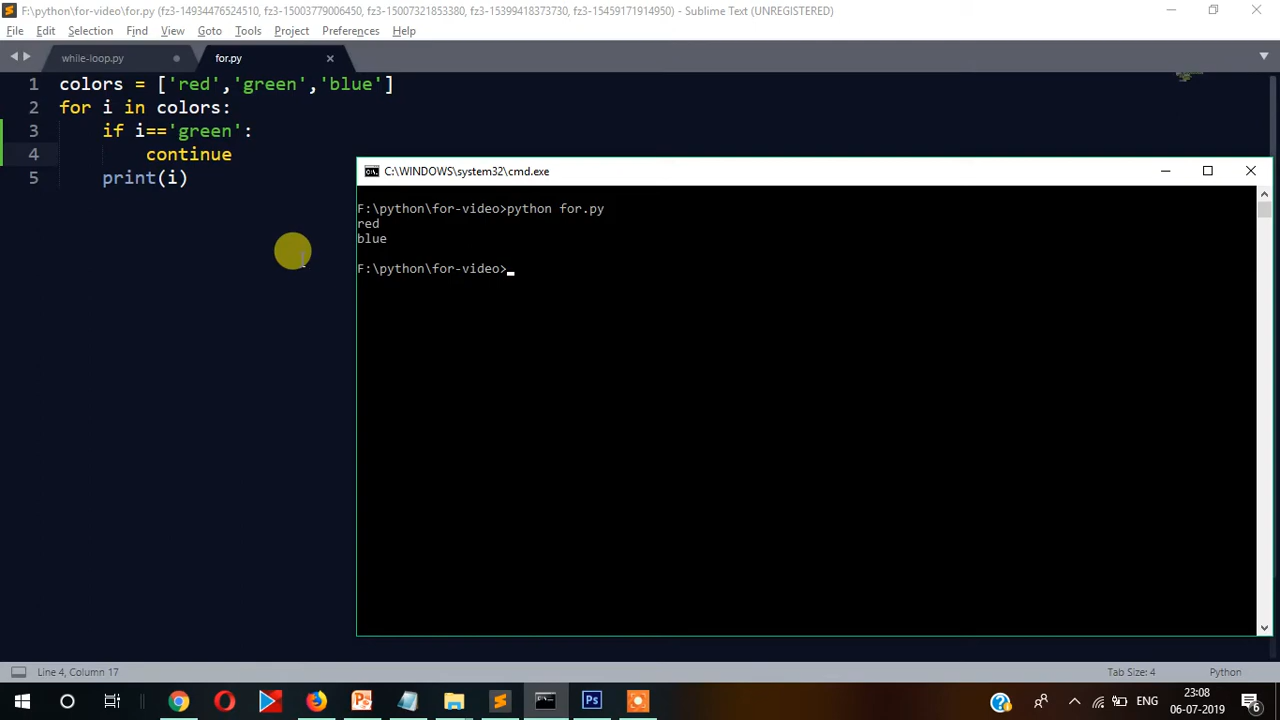 F:\python\for-video\for.py (fz3-14934476524510, fz3-15003779006450, fz3-15007321833380, fz3-15399418373730, fz3-15459171914950) - Sublime Text (UNREGISTERED)
File Edit Selection Find View Goto Tools Project Preferences Help
while-loop.py for.py
1 colors = ['red','green','blue']
2 for i in colors:
3 if i=='green':
4 continue
5 print(i)
C:\WINDOWS\system32\cmd.exe
F:\python\for-video>python for.py
red
blue
F:\python\for-video>
Line 4, Column 17 Tab Size: 4 Python
ENG 23:08
06-07-2019 6